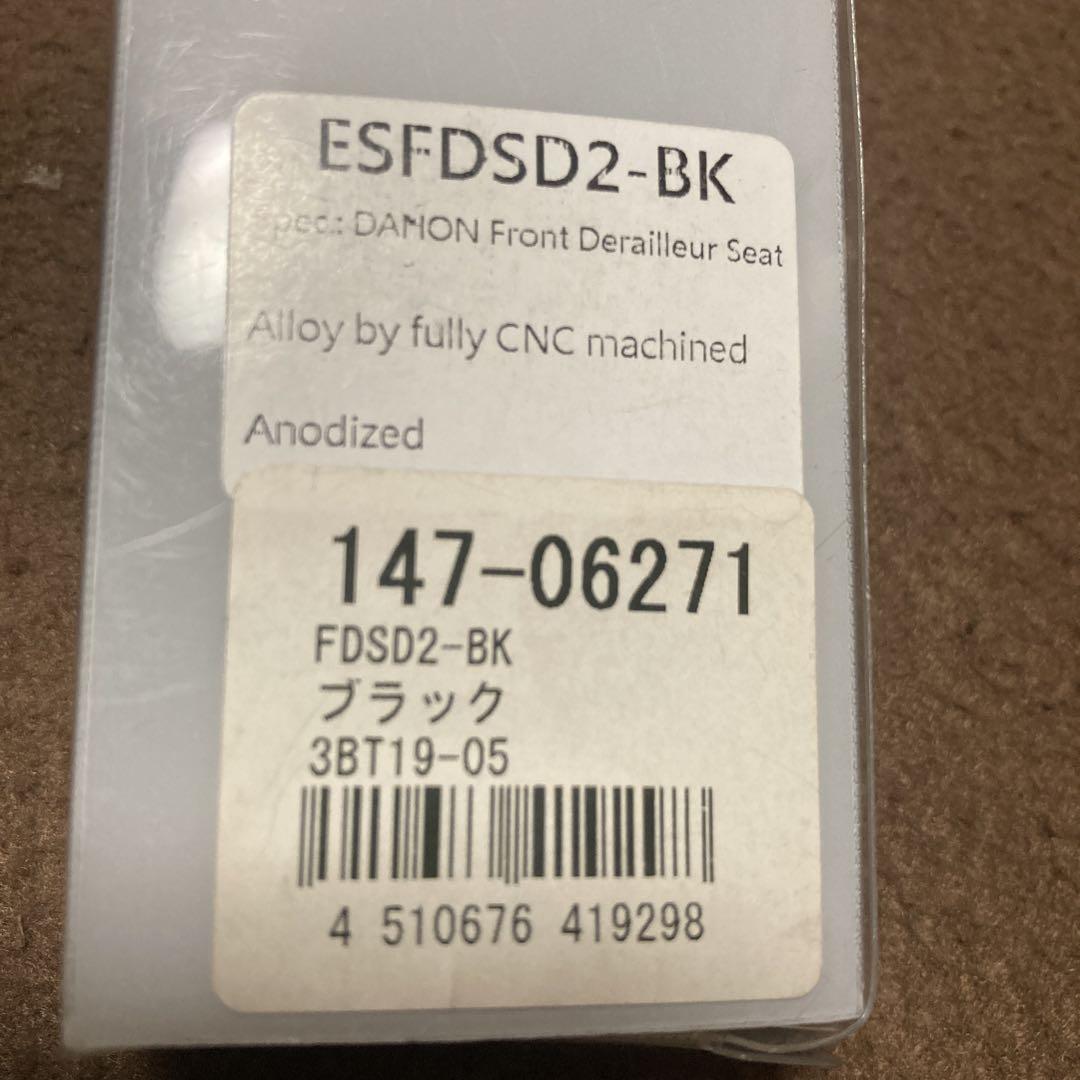 ESFDSD2-BK
Spec.: DAHON Front Derailleur Seat
Alloy by fully CNC machined
Anodized
147-06271
FDSD2-BK
ブラック
3BT19-05
4 510676 419298